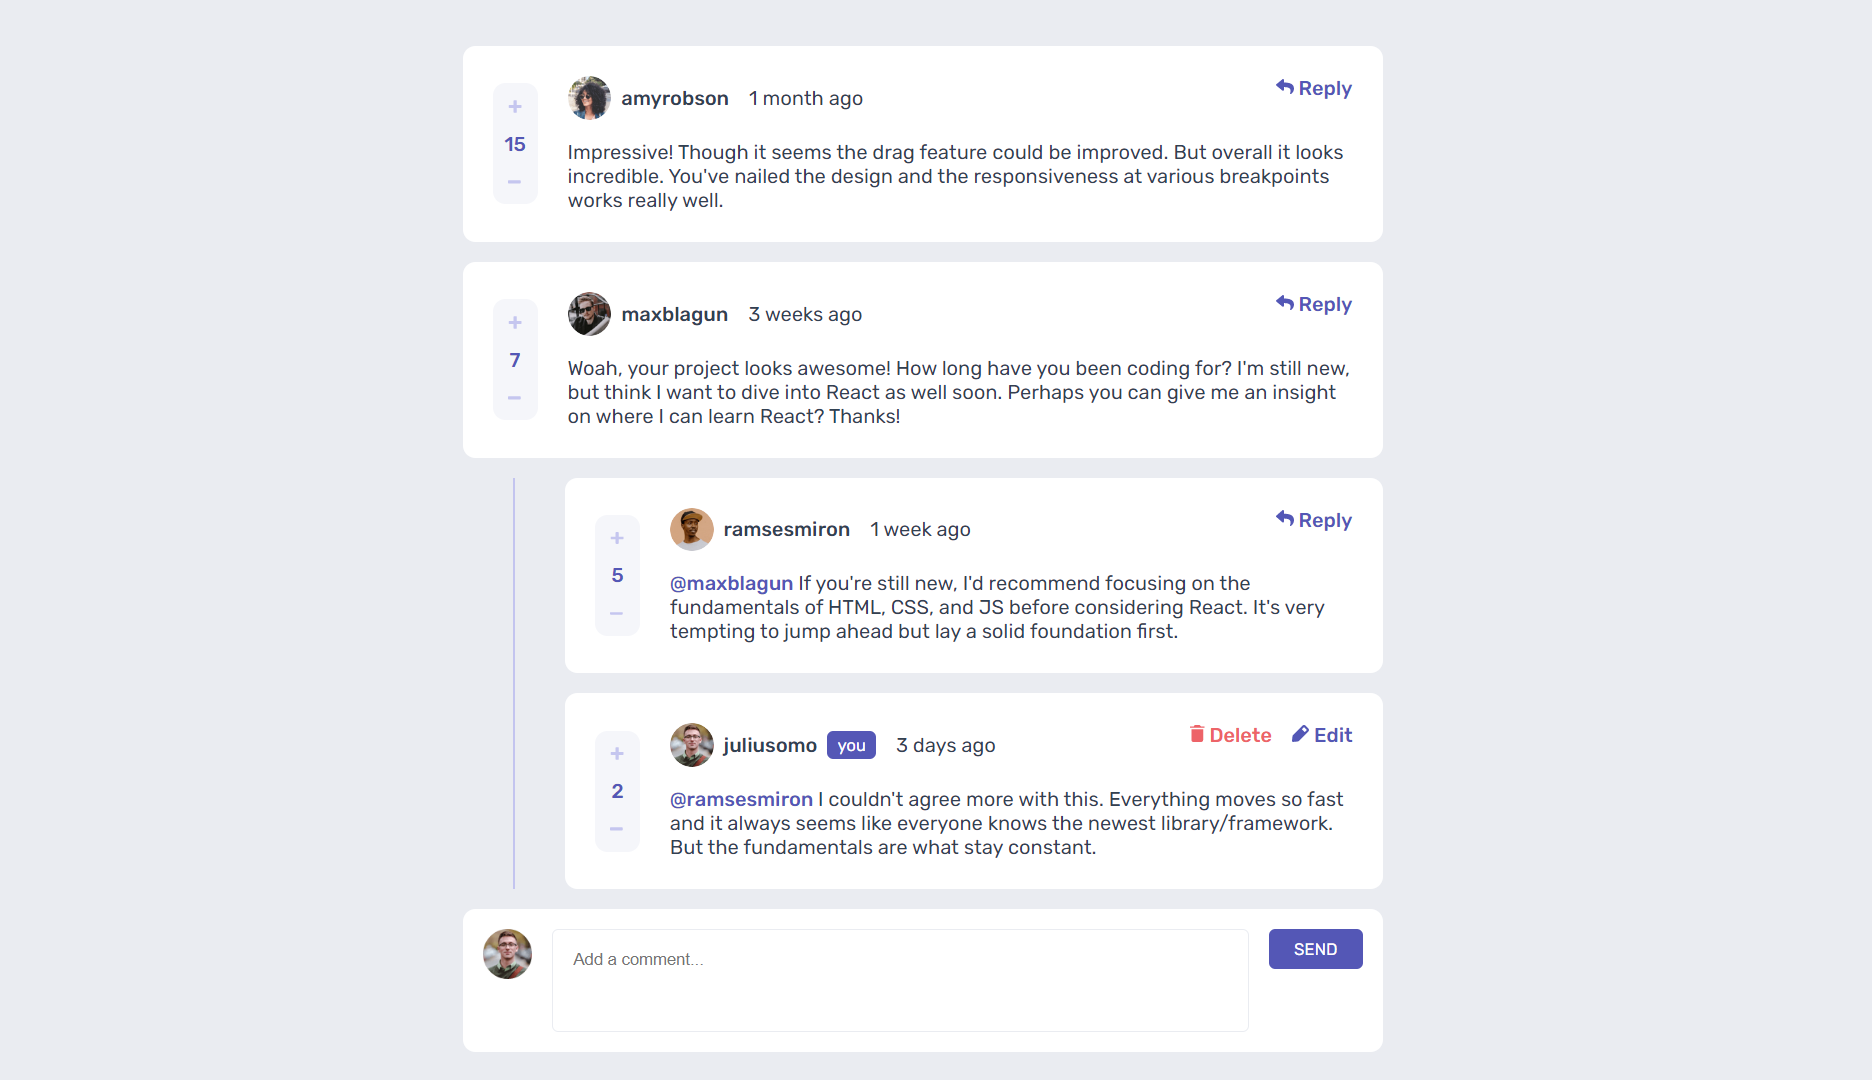 amyrobson 1 month ago Reply
+
15
−
Impressive! Though it seems the drag feature could be improved. But overall it looks
incredible. You've nailed the design and the responsiveness at various breakpoints
works really well.
maxblagun 3 weeks ago Reply
+
7
−
Woah, your project looks awesome! How long have you been coding for? I'm still new,
but think I want to dive into React as well soon. Perhaps you can give me an insight
on where I can learn React? Thanks!
ramsesmiron 1 week ago Reply
+
5
−
@maxblagun If you're still new, I'd recommend focusing on the
fundamentals of HTML, CSS, and JS before considering React. It's very
tempting to jump ahead but lay a solid foundation first.
juliusomo you 3 days ago Delete Edit
+
2
−
@ramsesmiron I couldn't agree more with this. Everything moves so fast
and it always seems like everyone knows the newest library/framework.
But the fundamentals are what stay constant.
Add a comment... SEND